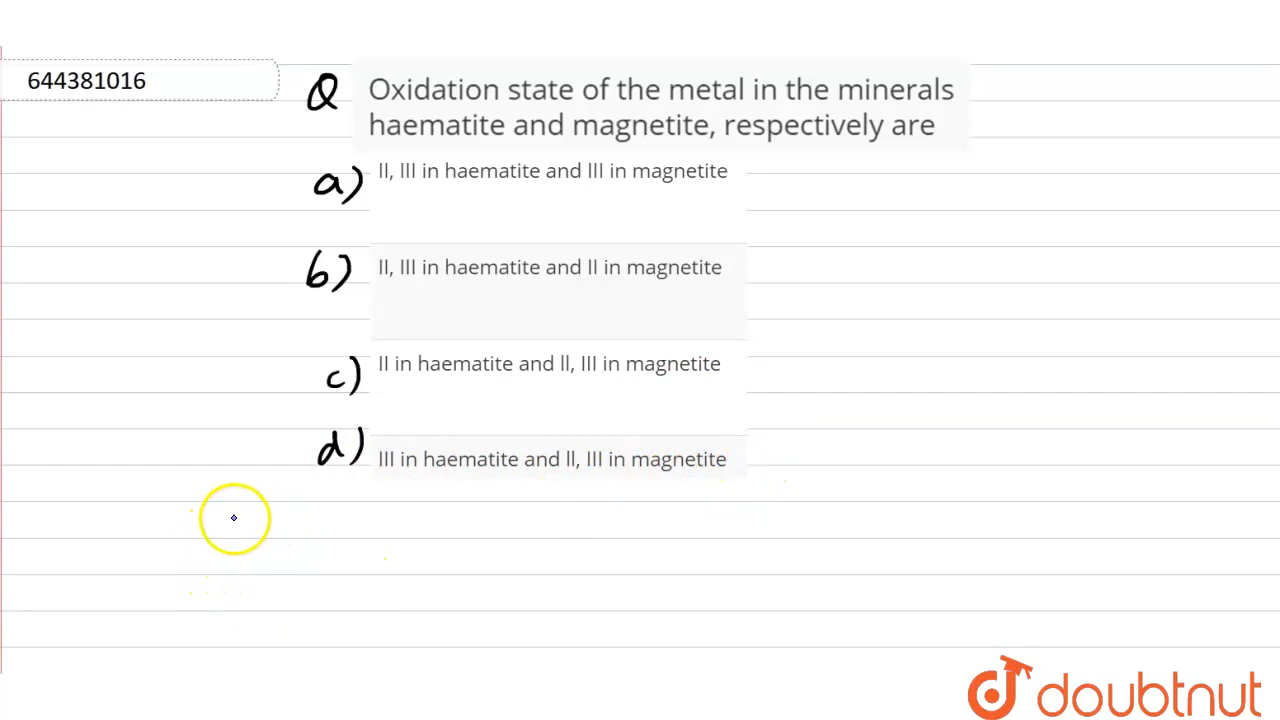 644381016
Q Oxidation state of the metal in the minerals
haematite and magnetite, respectively are
a) II, III in haematite and III in magnetite
b) II, III in haematite and II in magnetite
c) II in haematite and ll, III in magnetite
d) III in haematite and ll, III in magnetite
doubtnut